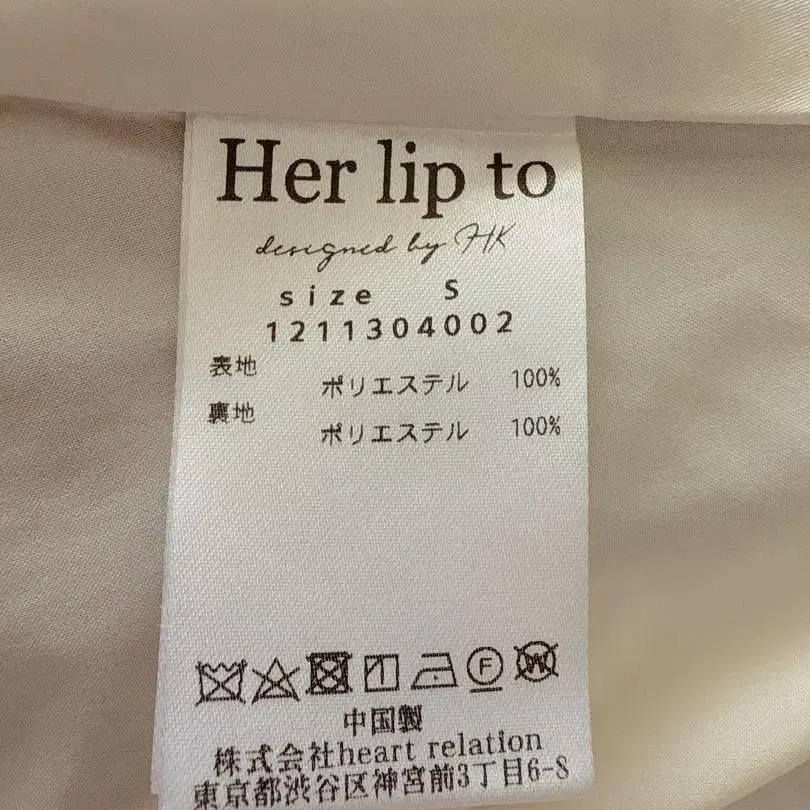 Her lip to
designed by HK
size S
1211304002
表地 ポリエステル 100%
裏地 ポリエステル 100%
中国製
株式会社heart relation
東京都渋谷区神宮前3丁目6-8